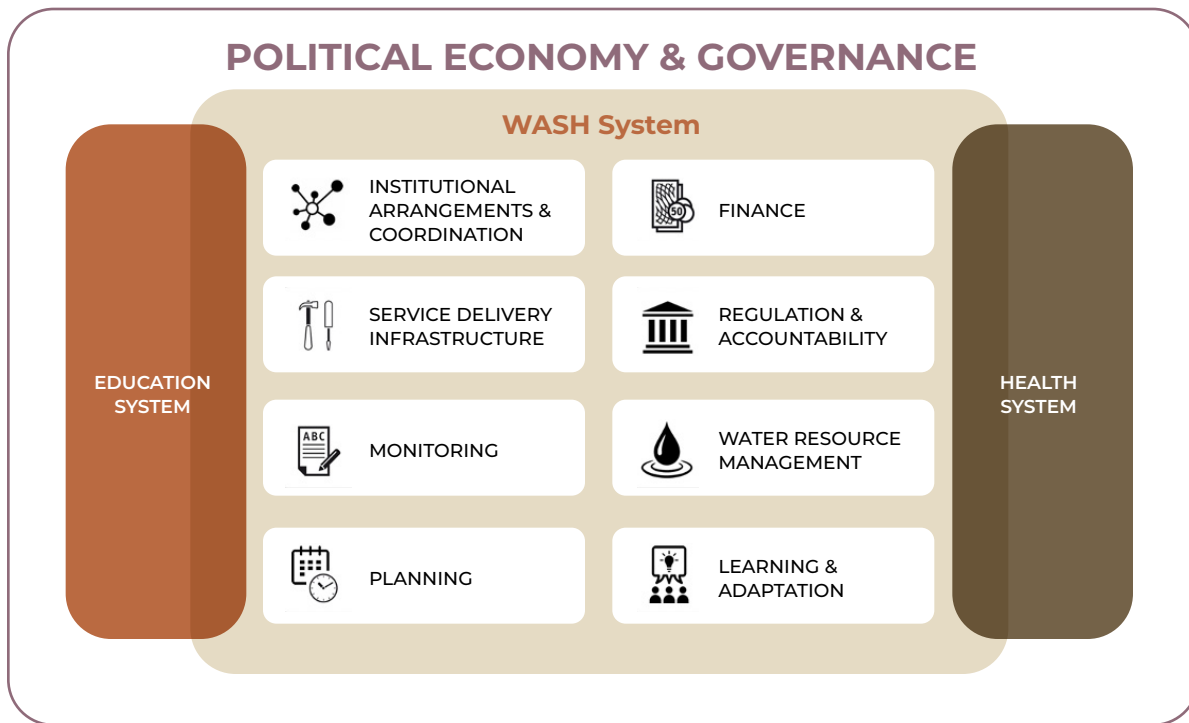 POLITICAL ECONOMY & GOVERNANCE
WASH System
EDUCATION
SYSTEM
INSTITUTIONAL
ARRANGEMENTS &
COORDINATION
50
FINANCE
SERVICE DELIVERY
INFRASTRUCTURE
REGULATION &
ACCOUNTABILITY
ABC
MONITORING
WATER RESOURCE
MANAGEMENT
PLANNING
LEARNING &
ADAPTATION
HEALTH
SYSTEM